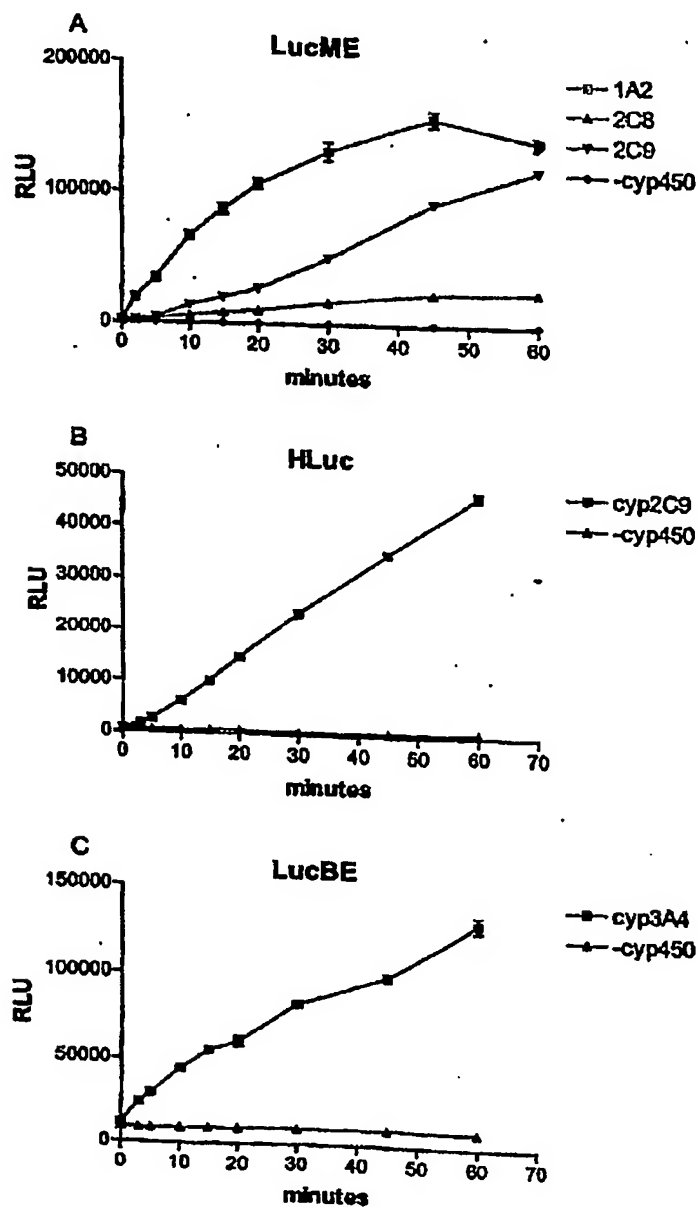 A
LucME
200000
100000
0
RLU
0 10 20 30 40 50 60
minutes
1A2
2C8
2C9
-cyp450
B
HLuc
50000
40000
30000
20000
10000
0
RLU
0 10 20 30 40 50 60 70
minutes
cyp2C9
-cyp450
C
LucBE
150000
100000
50000
0
RLU
0 10 20 30 40 50 60 70
minutes
cyp3A4
-cyp450